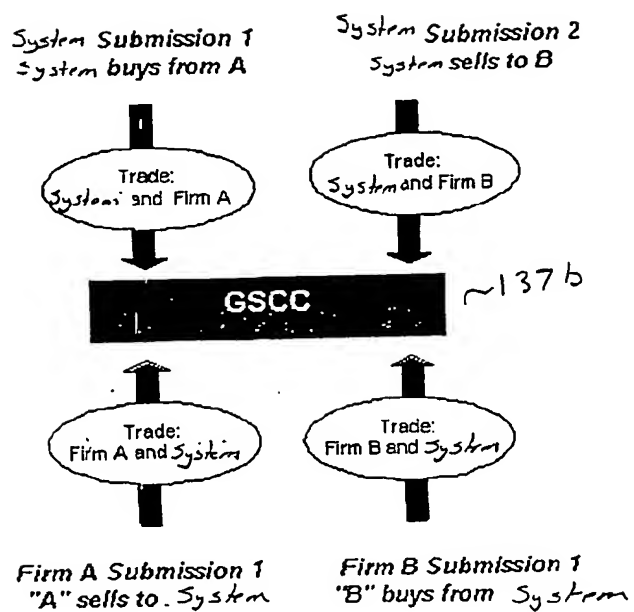 System Submission 1
System buys from A
System Submission 2
System sells to B
Trade:
System and Firm A
Trade:
System and Firm B
GSCC
~137b
Trade:
Firm A and System
Trade:
Firm B and System
Firm A Submission 1
"A" sells to System
Firm B Submission 1
"B" buys from System